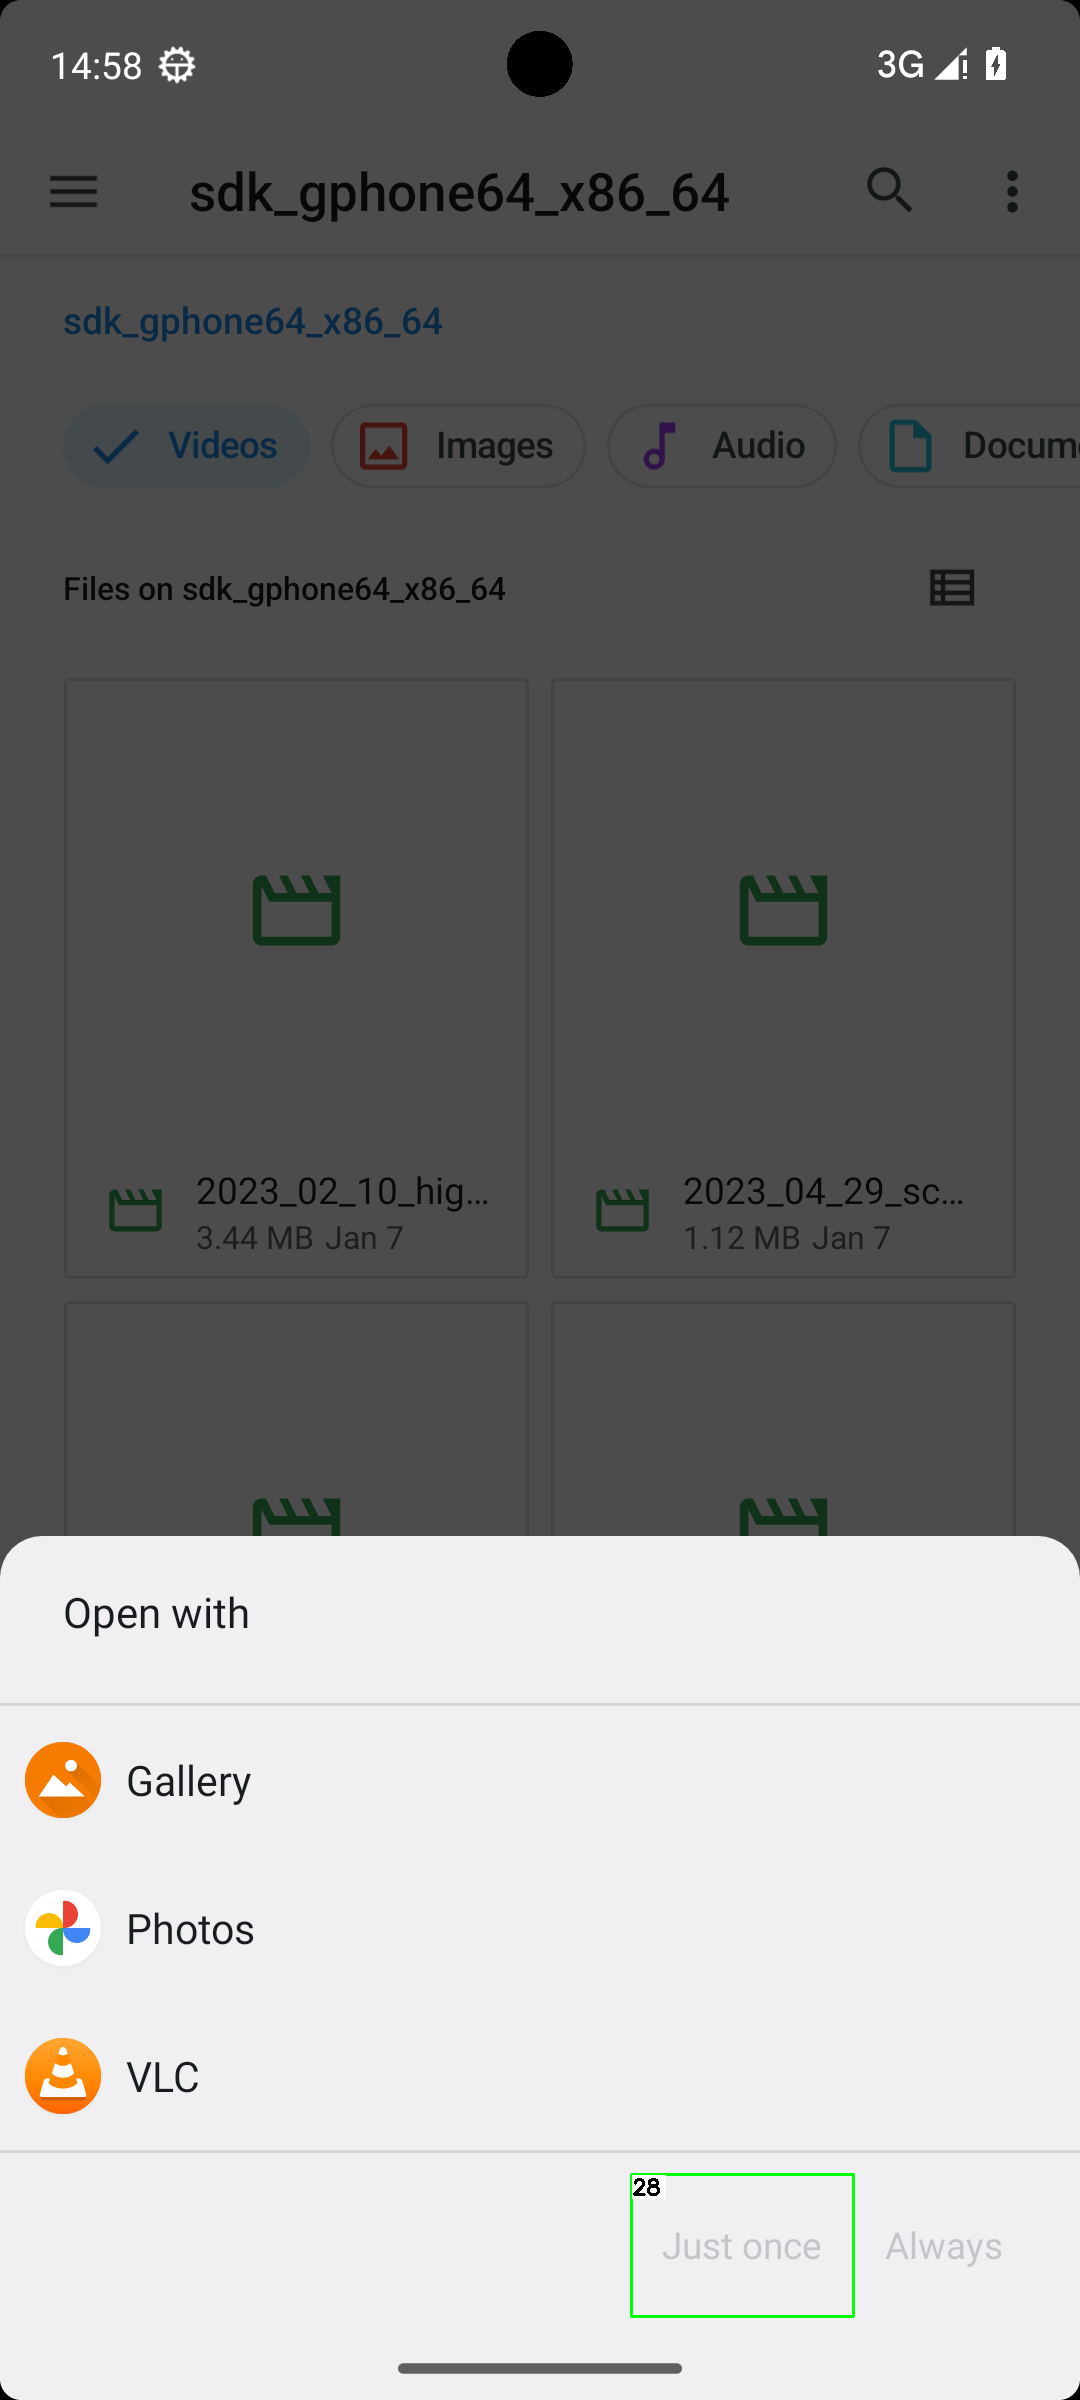 14:58
3G
sdk_gphone64_x86_64
sdk_gphone64_x86_64
Videos
Images
Audio
Docum
Files on sdk_gphone64_x86_64
2023_02_10_hig...
3.44 MB Jan 7
2023_04_29_sc...
1.12 MB Jan 7
Open with
Gallery
Photos
VLC
28
Just once
Always